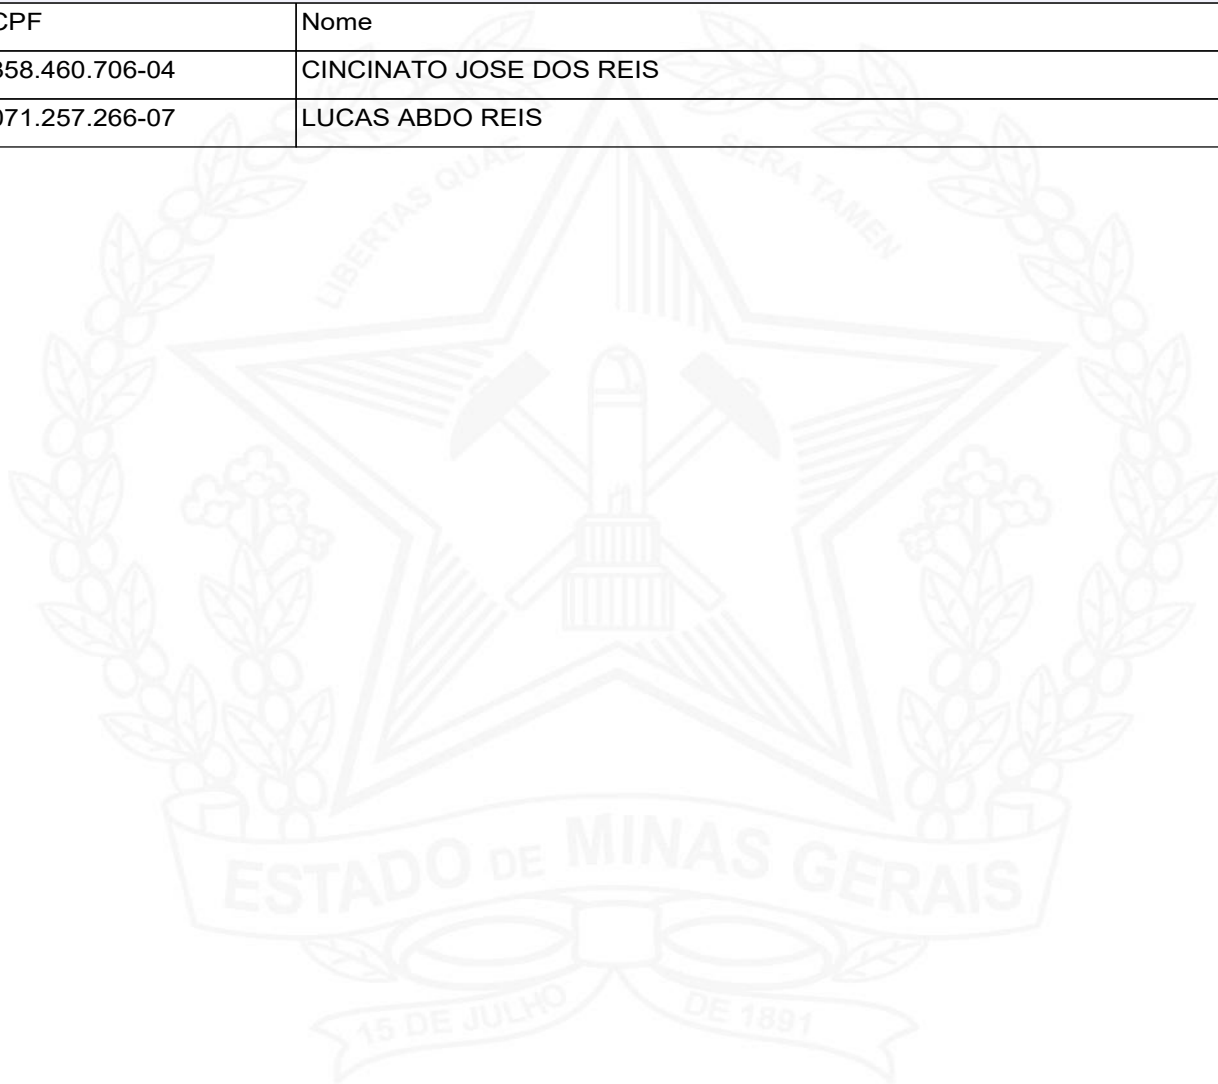 CPF Nome
858.460.706-04 CINCINATO JOSE DOS REIS
071.257.266-07 LUCAS ABDO REIS
LIBERTAS QUAE SERA TAMEN
ESTADO DE MINAS GERAIS
15 DE JULHO DE 1891